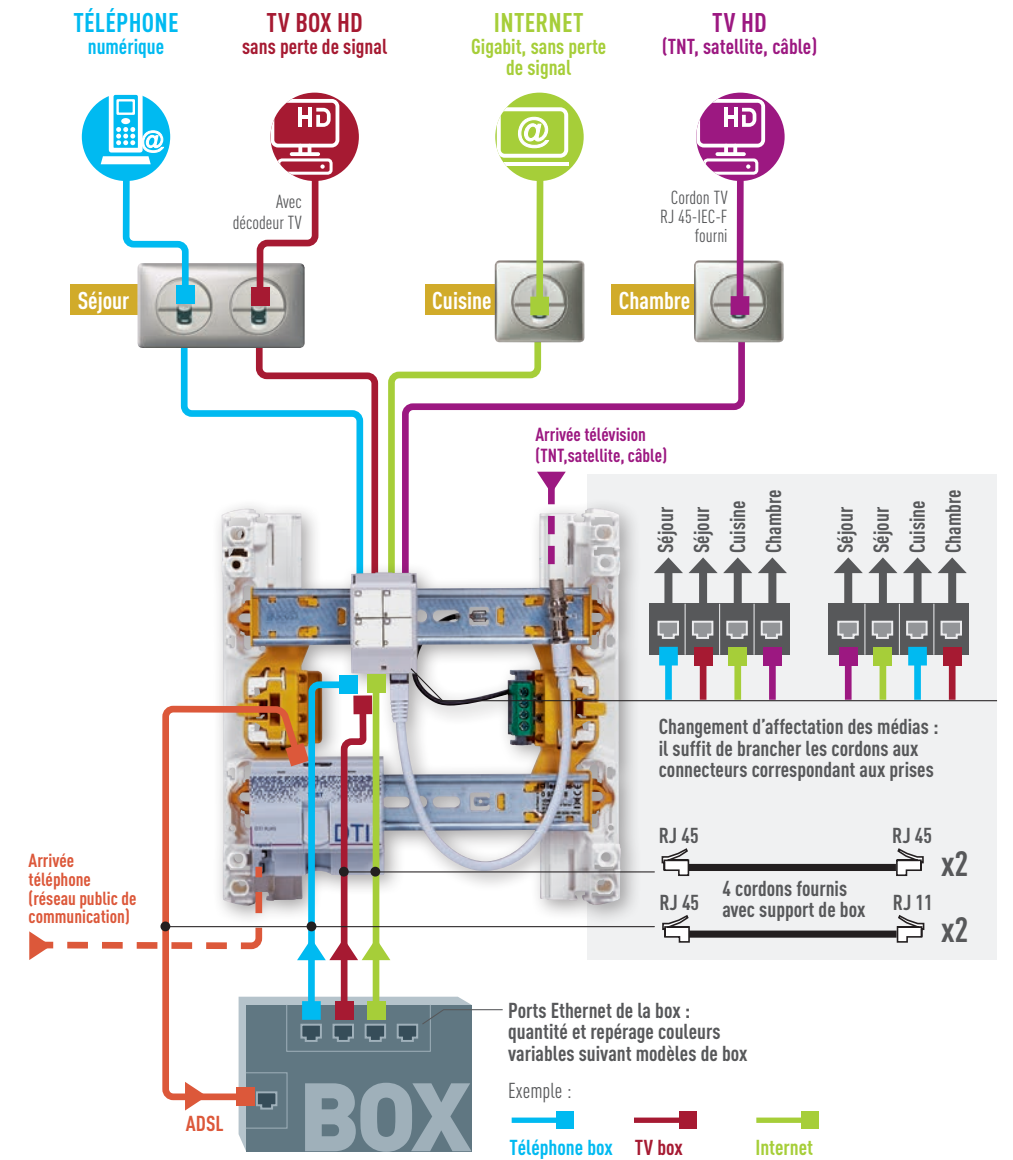 TÉLÉPHONE
numérique
TV BOX HD
sans perte de signal
INTERNET
Gigabit, sans perte
de signal
TV HD
(TNT, satellite, câble)
@
HD
@
HD
Avec
décodeur TV
Cordon TV
RJ 45-IEC-F
fourni
Séjour
Cuisine
Chambre
Arrivée télévision
(TNT,satellite, câble)
Séjour
Séjour
Cuisine
Chambre
Séjour
Séjour
Cuisine
Chambre
Changement d'affectation des médias :
il suffit de brancher les cordons aux
connecteurs correspondant aux prises
DTI
RJ 45
RJ 45
x2
4 cordons fournis
avec support de box
RJ 45
RJ 11
x2
Arrivée
téléphone
(réseau public de
communication)
Ports Ethernet de la box :
quantité et repérage couleurs
variables suivant modèles de box
BOX
ADSL
Exemple :
Téléphone box
TV box
Internet